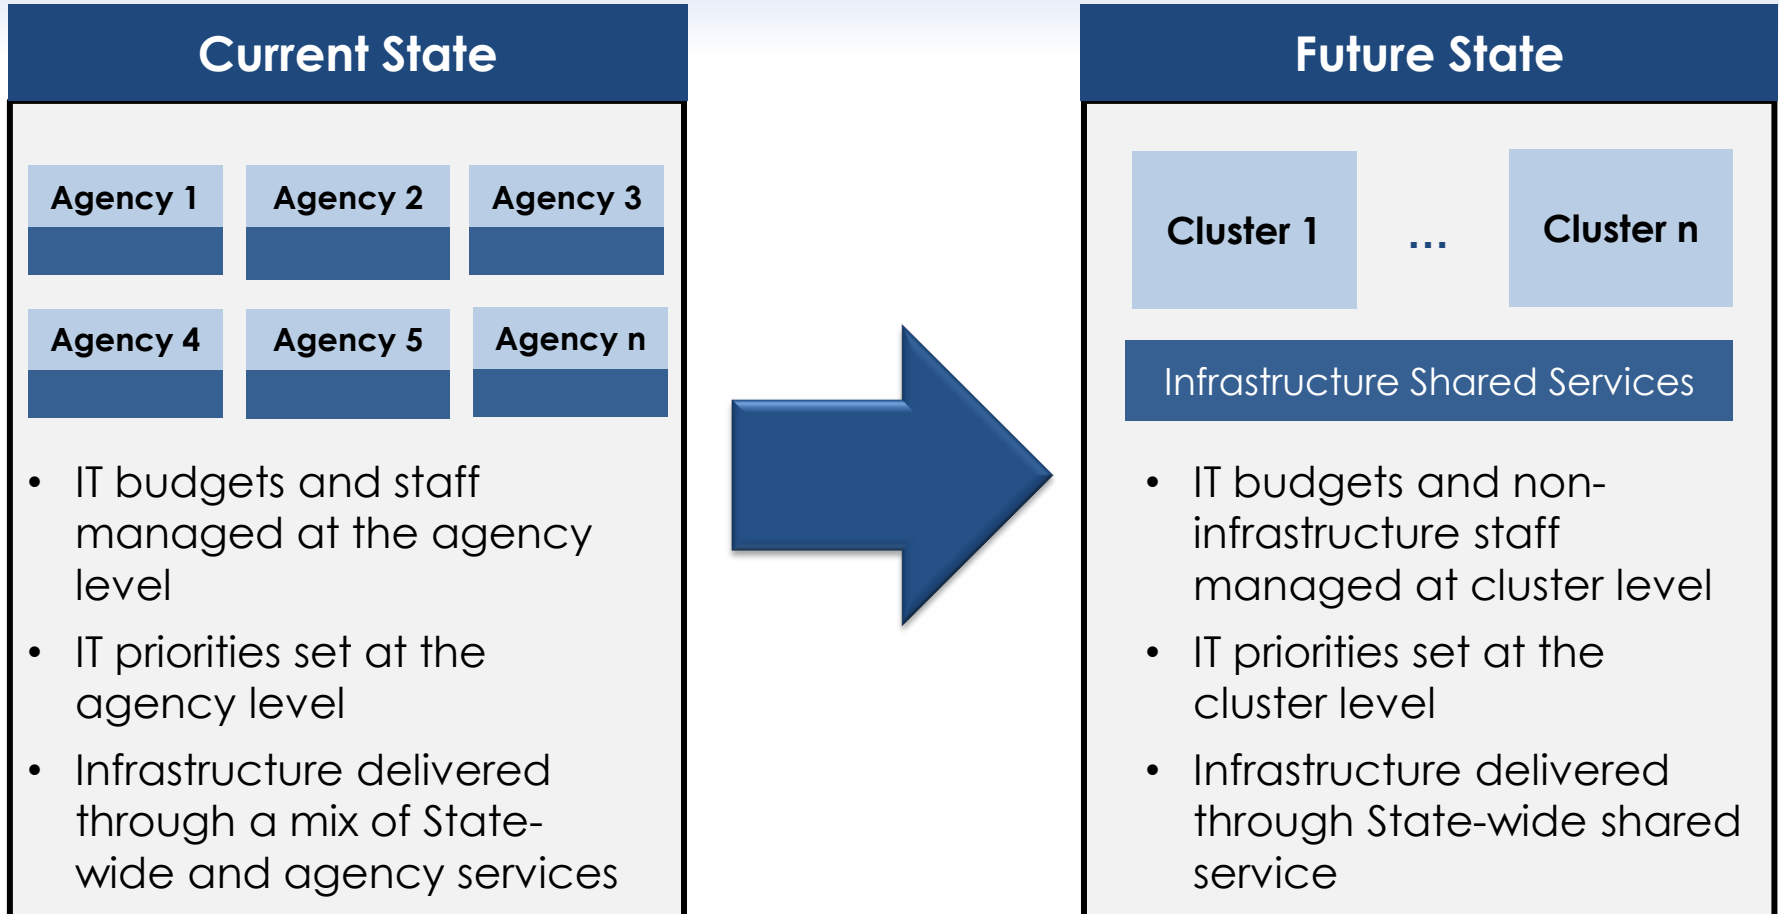 Current State
Agency 1
Agency 2
Agency 3
Agency 4
Agency 5
Agency n
• IT budgets and staff
managed at the agency
level
• IT priorities set at the
agency level
• Infrastructure delivered
through a mix of State-
wide and agency services
Future State
Cluster 1
...
Cluster n
Infrastructure Shared Services
• IT budgets and non-
infrastructure staff
managed at cluster level
• IT priorities set at the
cluster level
• Infrastructure delivered
through State-wide shared
service